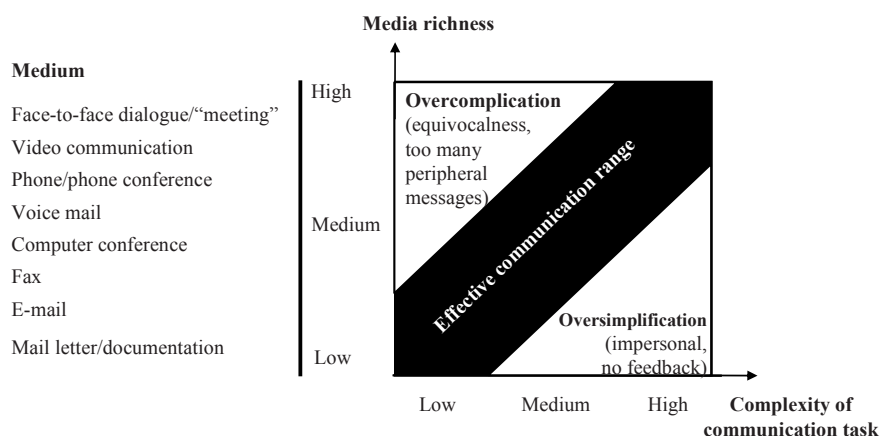 Media richness
Medium
Face-to-face dialogue/“meeting”
Video communication
Phone/phone conference
Voice mail
Computer conference
Fax
E-mail
Mail letter/documentation
High
Medium
Low
Overcomplication
(equivocalness,
too many
peripheral
messages)
Effective communication range
Oversimplification
(impersonal,
no feedback)
Low
Medium
High
Complexity of
communication task